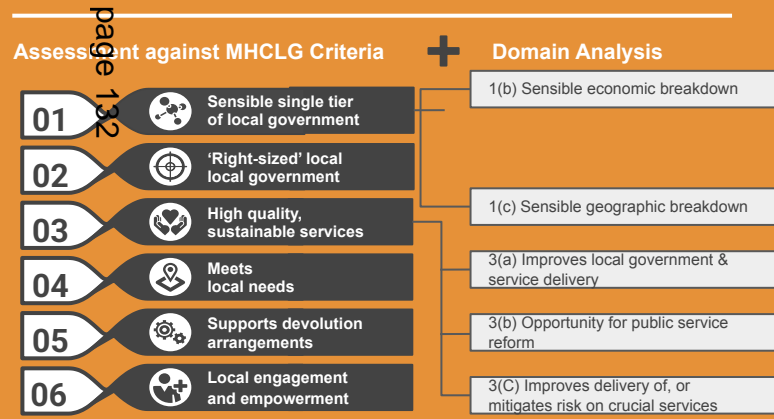 page 132
Assessment against MHCLG Criteria
Domain Analysis
01
Sensible single tier
of local government
02
'Right-sized' local
local government
03
High quality,
sustainable services
04
Meets
local needs
05
Supports devolution
arrangements
06
Local engagement
and empowerment
1(b) Sensible economic breakdown
1(c) Sensible geographic breakdown
3(a) Improves local government &
service delivery
3(b) Opportunity for public service
reform
3(C) Improves delivery of, or
mitigates risk on crucial services